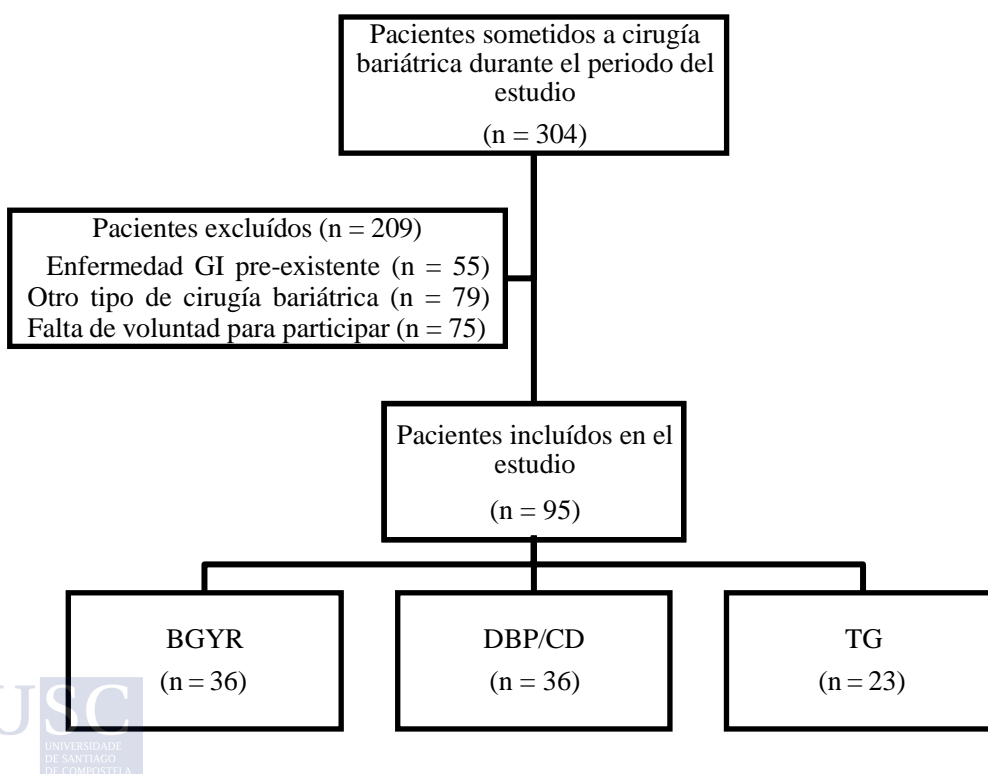 Pacientes sometidos a cirugía
bariátrica durante el periodo del
estudio
(n = 304)
Pacientes excluídos (n = 209)
Enfermedad GI pre-existente (n = 55)
Otro tipo de cirugía bariátrica (n = 79)
Falta de voluntad para participar (n = 75)
Pacientes incluídos en el
estudio
(n = 95)
BGYR
(n = 36)
DBP/CD
(n = 36)
TG
(n = 23)
USC
UNIVERSIDADE
DE SANTIAGO
DE COMPOSTELA